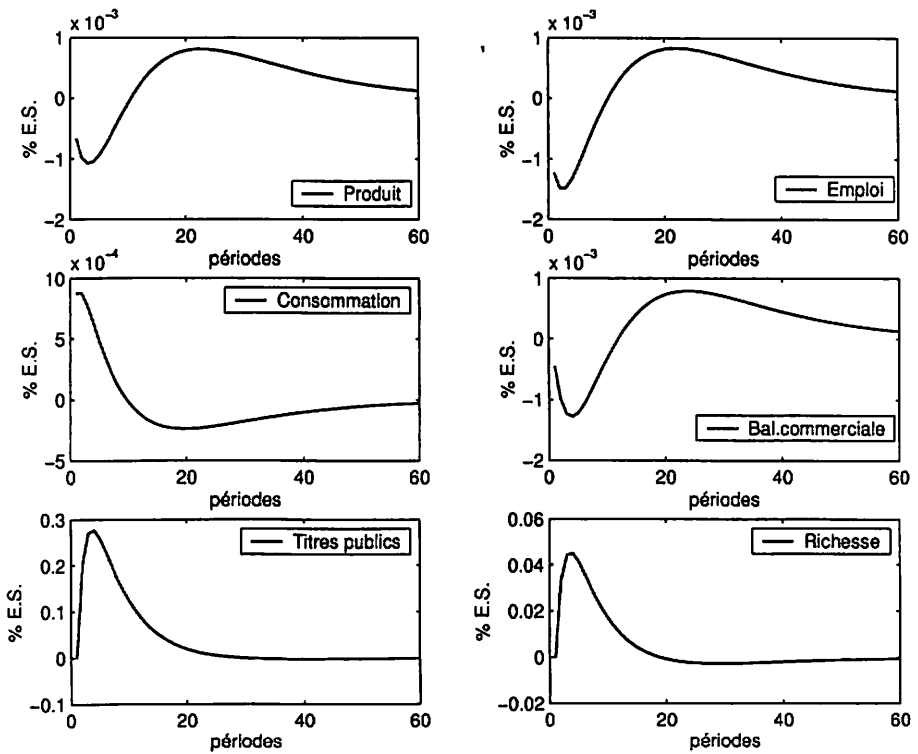 x 10⁻³
1
0
-1
-2
% E.S.
Produit
0
20
40
60
périodes
x 10⁻³
1
0
-1
-2
% E.S.
Emploi
0
20
40
60
périodes
x 10⁻⁴
10
5
0
-5
% E.S.
Consommation
0
20
40
60
périodes
x 10⁻³
1
0
-1
-2
% E.S.
Bal.commerciale
0
20
40
60
périodes
0.3
0.2
0.1
0
-0.1
% E.S.
Titres publics
0
20
40
60
périodes
0.06
0.04
0.02
0
-0.02
% E.S.
Richesse
0
20
40
60
périodes